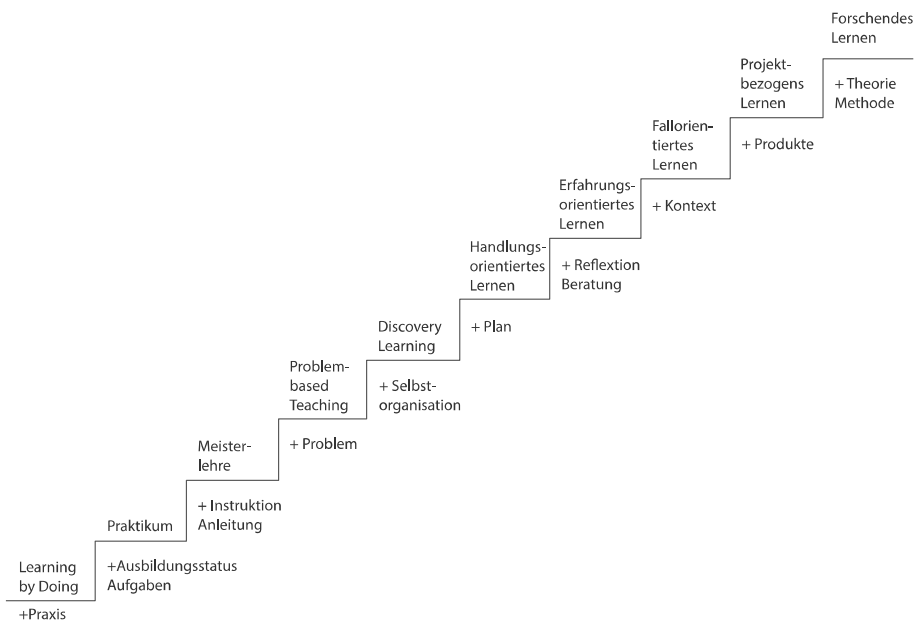 Forschendes
Lernen
+ Theorie
Methode
Projekt-
bezogens
Lernen
+ Produkte
Fallorien-
tiertes
Lernen
+ Kontext
Erfahrungs-
orientiertes
Lernen
+ Reflextion
Beratung
Handlungs-
orientiertes
Lernen
+ Plan
Discovery
Learning
+ Selbst-
organisation
Problem-
based
Teaching
+ Problem
Meister-
lehre
+ Instruktion
Anleitung
Praktikum
+Ausbildungsstatus
Aufgaben
Learning
by Doing
+Praxis